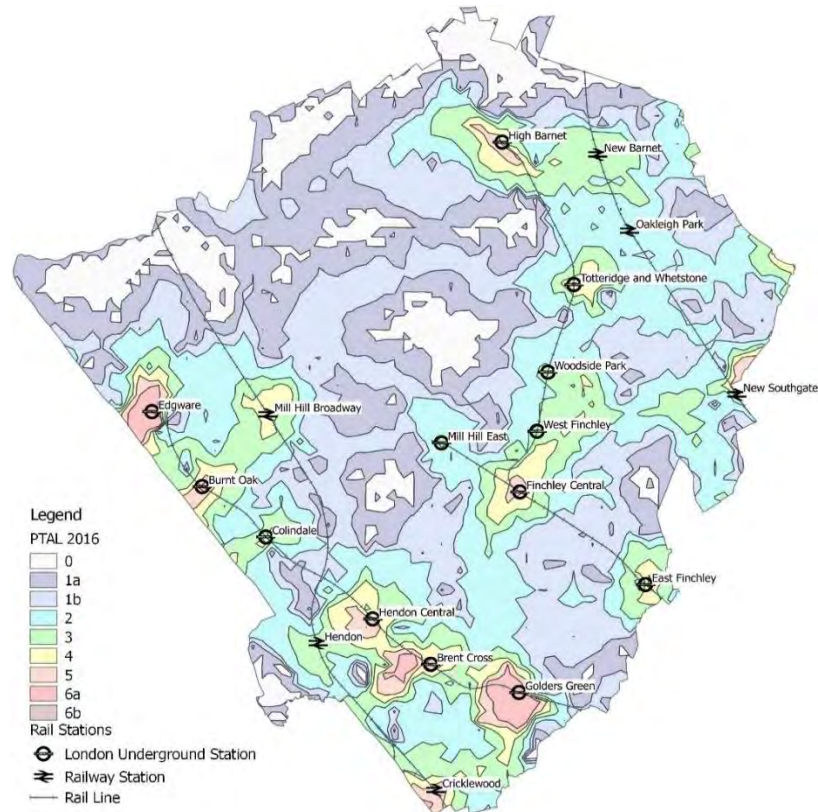 High Barnet
New Barnet
Oakleigh Park
Totteridge and Whetstone
Woodside Park
New Southgate
Edgware
Mill Hill Broadway
West Finchley
Mill Hill East
Burnt Oak
Finchley Central
Colindale
East Finchley
Hendon Central
Hendon
Brent Cross
Golders Green
Cricklewood
Legend
PTAL 2016
0
1a
1b
2
3
4
5
6a
6b
Rail Stations
London Underground Station
Railway Station
Rail Line